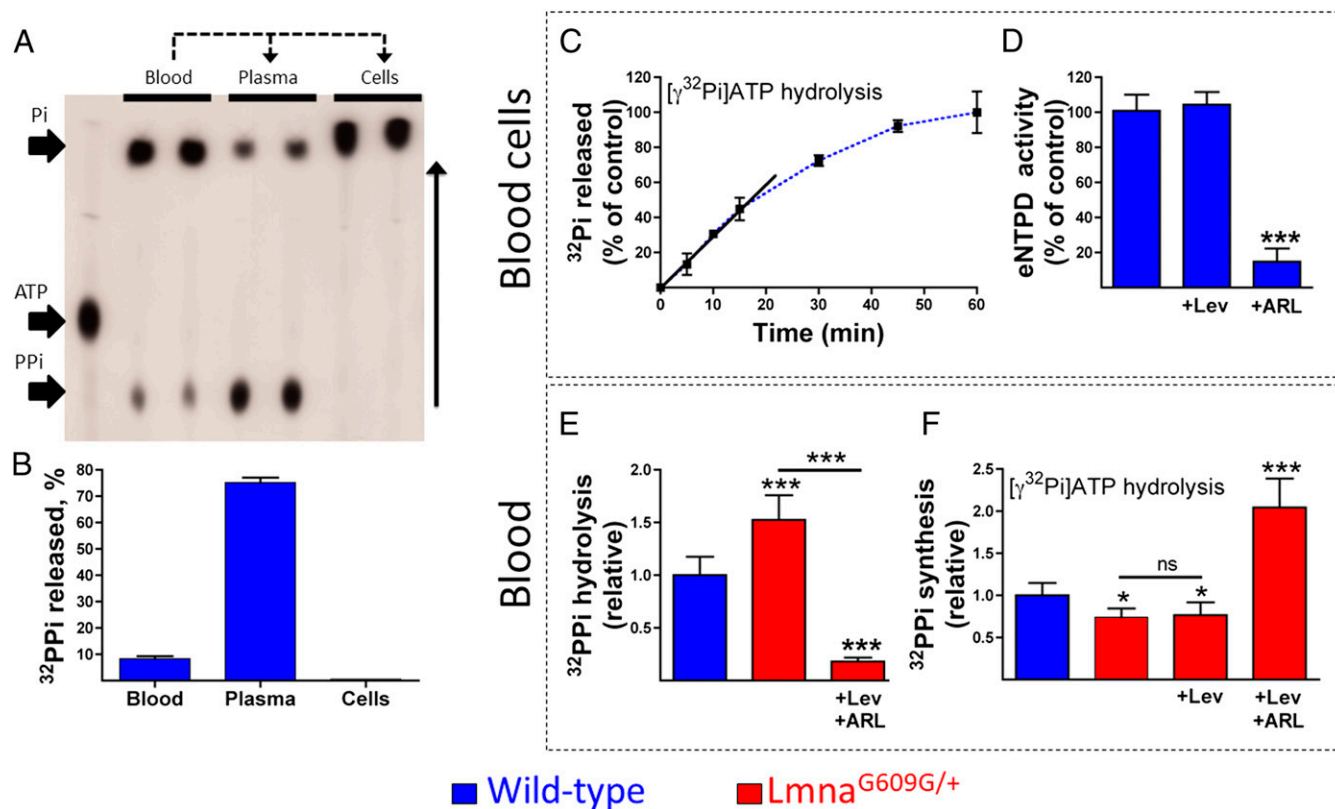 A
Blood
Plasma
Cells
Pi
ATP
PPi
B
³²PPi released, %
80
70
60
50
40
30
20
10
Blood
Plasma
Cells
Blood cells
C
[γ³²Pi]ATP hydrolysis
³²Pi released
(% of control)
120
100
80
60
40
20
0
10
20
30
40
50
60
Time (min)
D
eNTPD activity
(% of control)
120
100
80
60
40
20
***
+Lev
+ARL
Blood
E
³²PPi hydrolysis
(relative)
2.0
1.5
1.0
0.5
***
***
***
+Lev
+ARL
F
[γ³²Pi]ATP hydrolysis
³²PPi synthesis
(relative)
2.5
2.0
1.5
1.0
0.5
ns
*
*
***
+Lev
+Lev
+ARL
Wild-type
Lmna^G609G/+